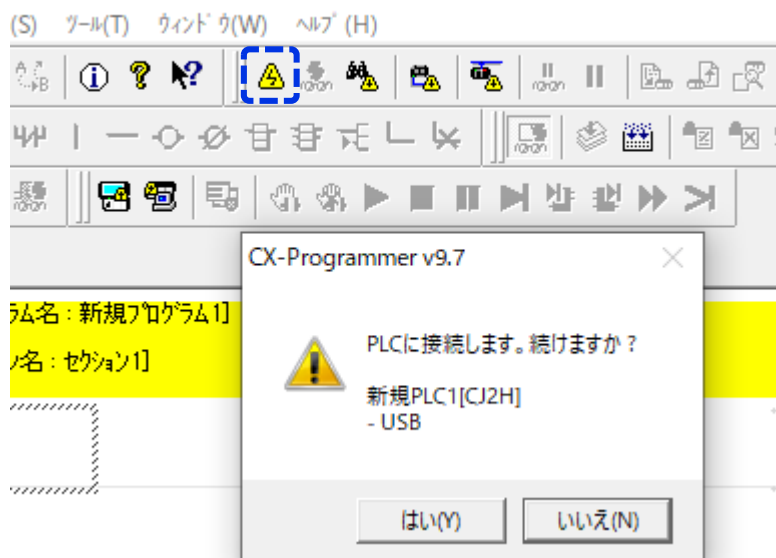 (S) ツール(T) ウィンドウ(W) ヘルプ(H)
CX-Programmer v9.7
ラム名 : 新規プログラム1]
ン名 : セクション1]
PLCに接続します。続けますか ?
新規PLC1[CJ2H]
- USB
はい(Y) いいえ(N)